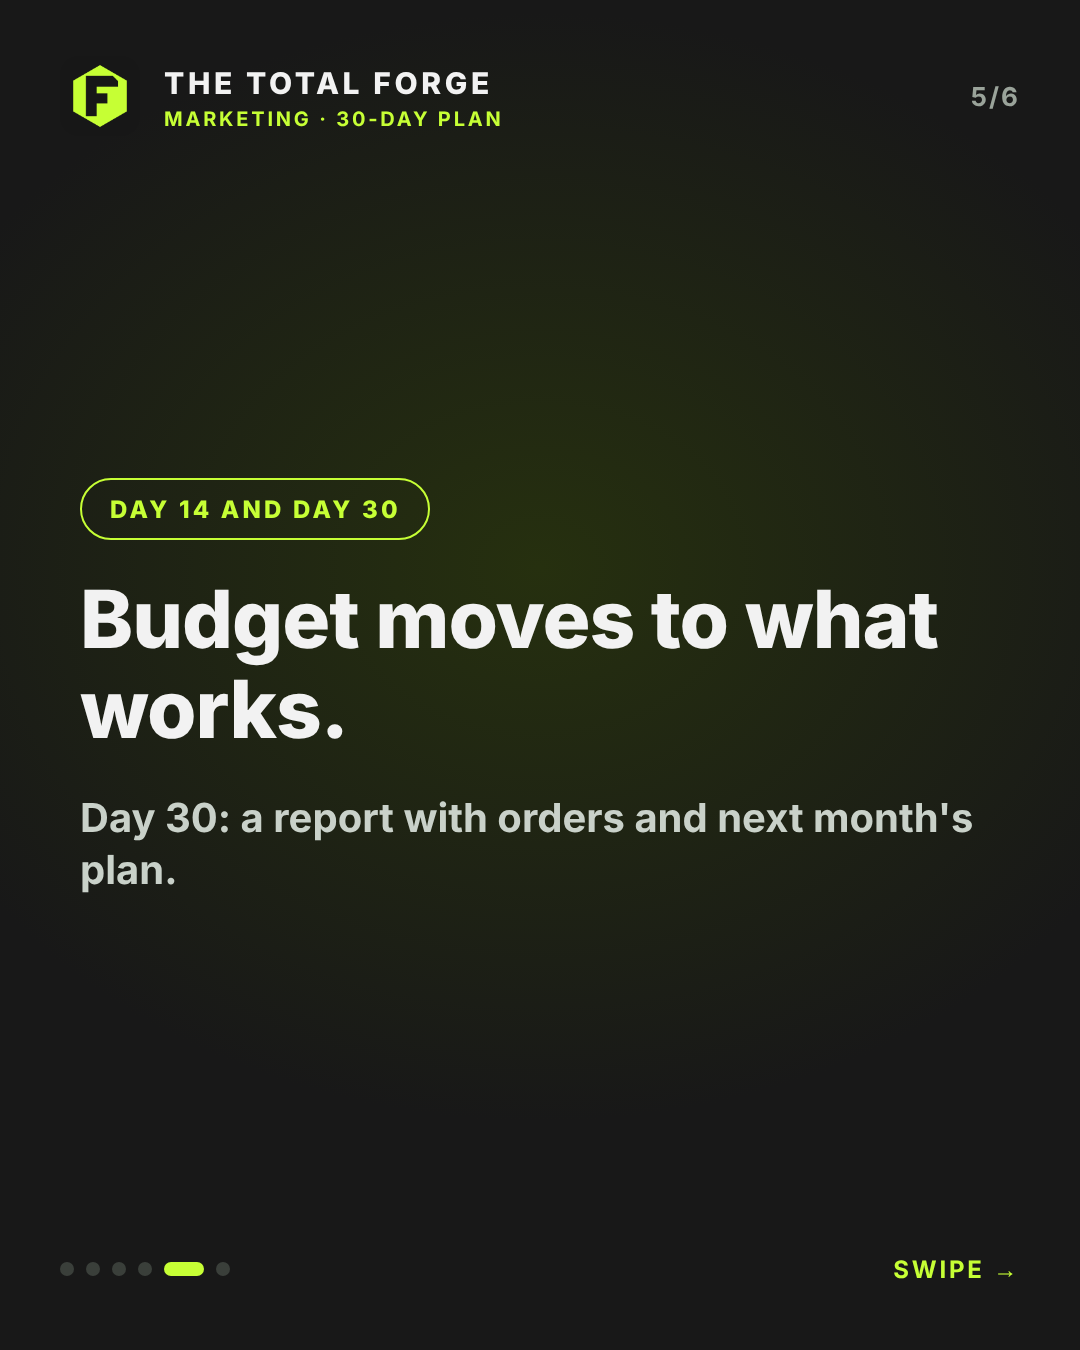 THE TOTAL FORGE
MARKETING · 30-DAY PLAN
5/6
DAY 14 AND DAY 30
Budget moves to what
works.
Day 30: a report with orders and next month's
plan.
SWIPE →